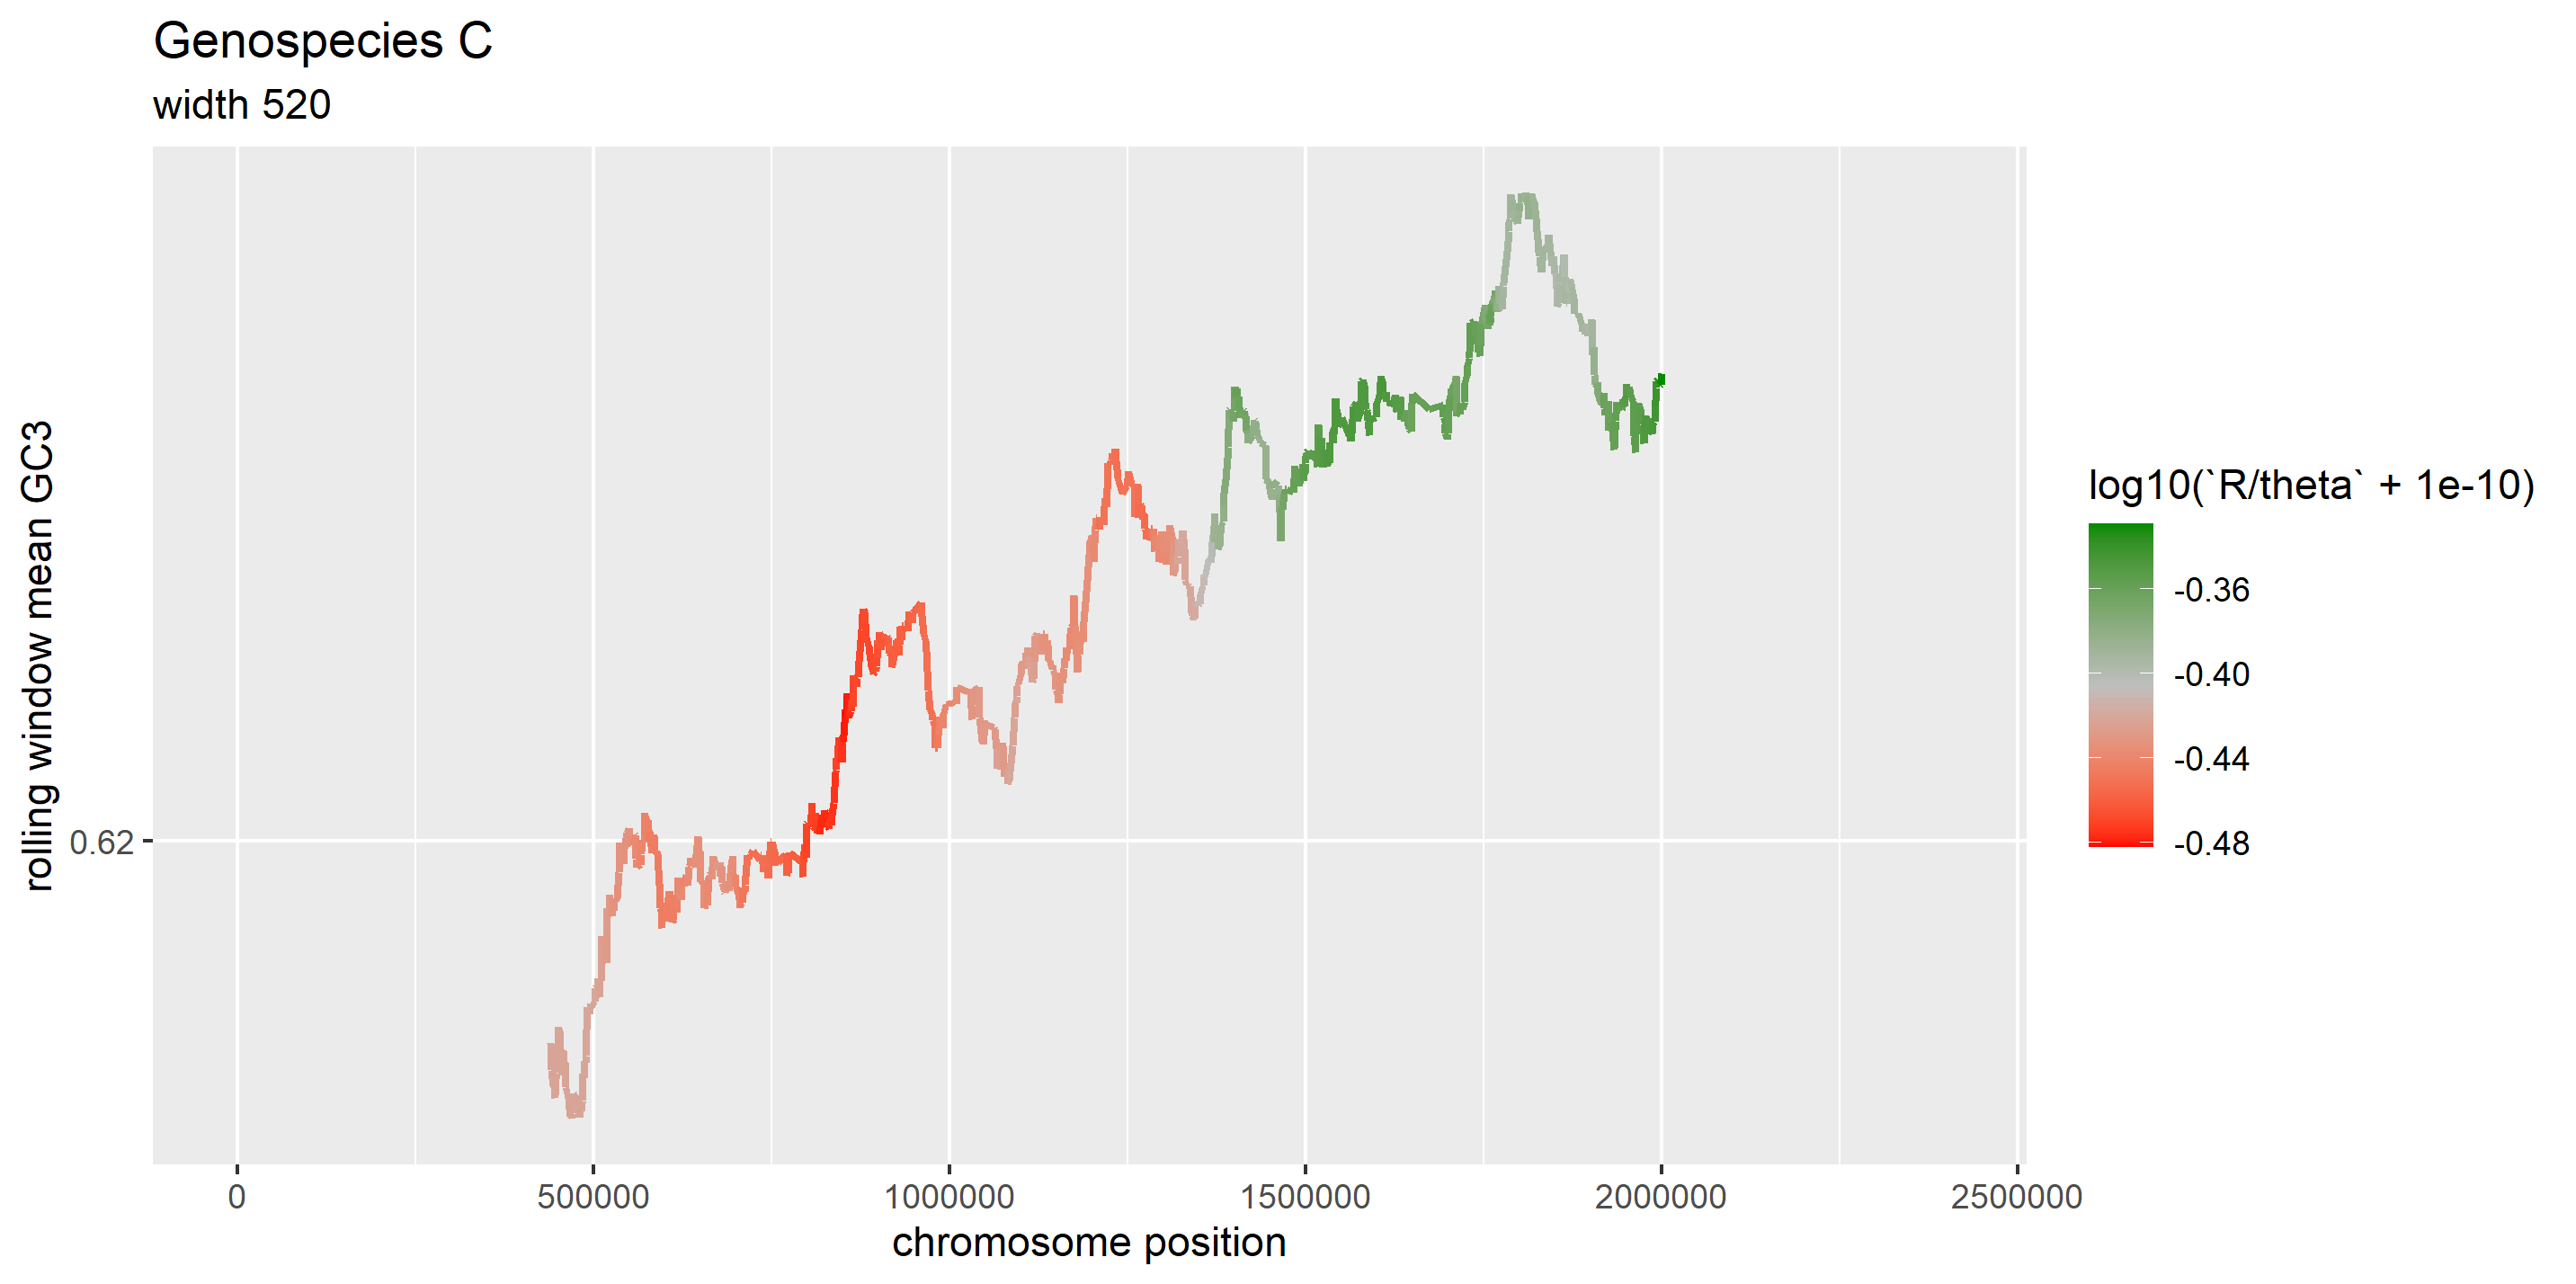 Genospecies C
width 520
rolling window mean GC3
0.62
0
500000
1000000
1500000
2000000
2500000
chromosome position
log10(`R/theta` + 1e-10)
-0.36
-0.40
-0.44
-0.48